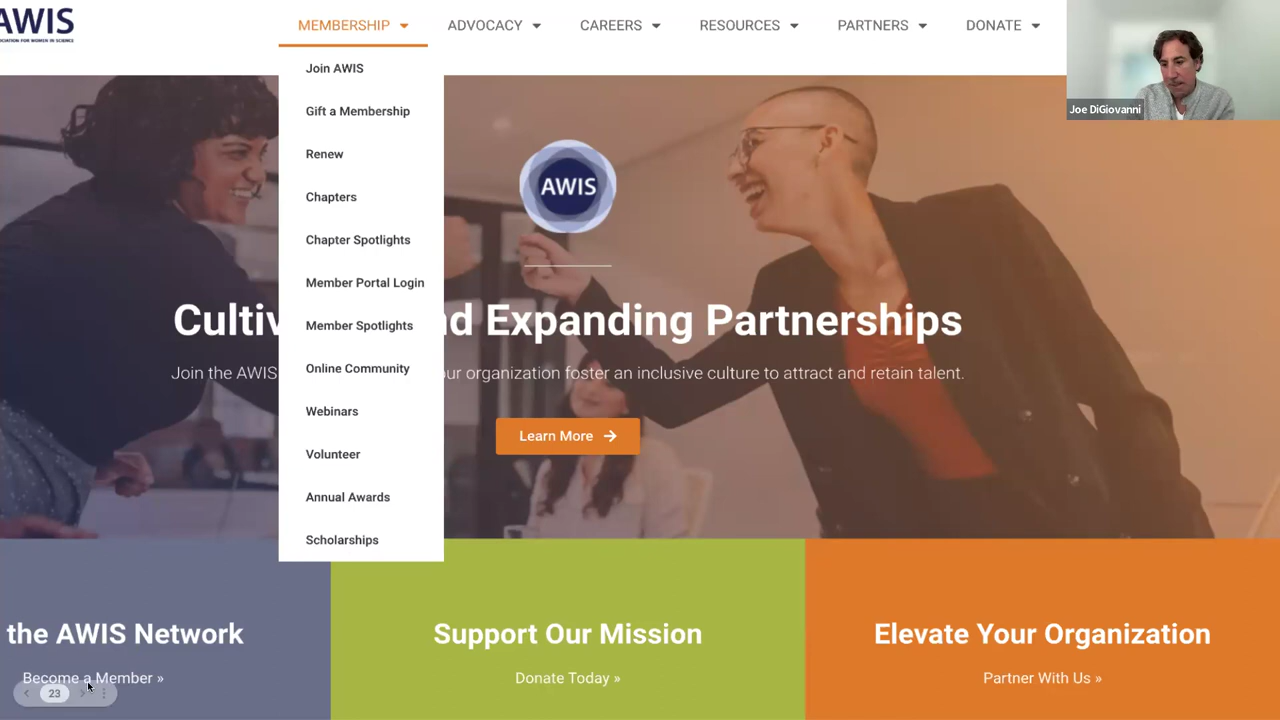 AWIS
MEMBERSHIP
ADVOCACY
CAREERS
RESOURCES
PARTNERS
DONATE
Joe DiGiovanni
Join AWIS
Gift a Membership
Renew
Chapters
Chapter Spotlights
Member Portal Login
Member Spotlights
Online Community
Webinars
Volunteer
Annual Awards
Scholarships
AWIS
Cultiv nd Expanding Partnerships
Join the AWIS our organization foster an inclusive culture to attract and retain talent.
Learn More
the AWIS Network
Become a Member »
Support Our Mission
Donate Today »
Elevate Your Organization
Partner With Us »
23